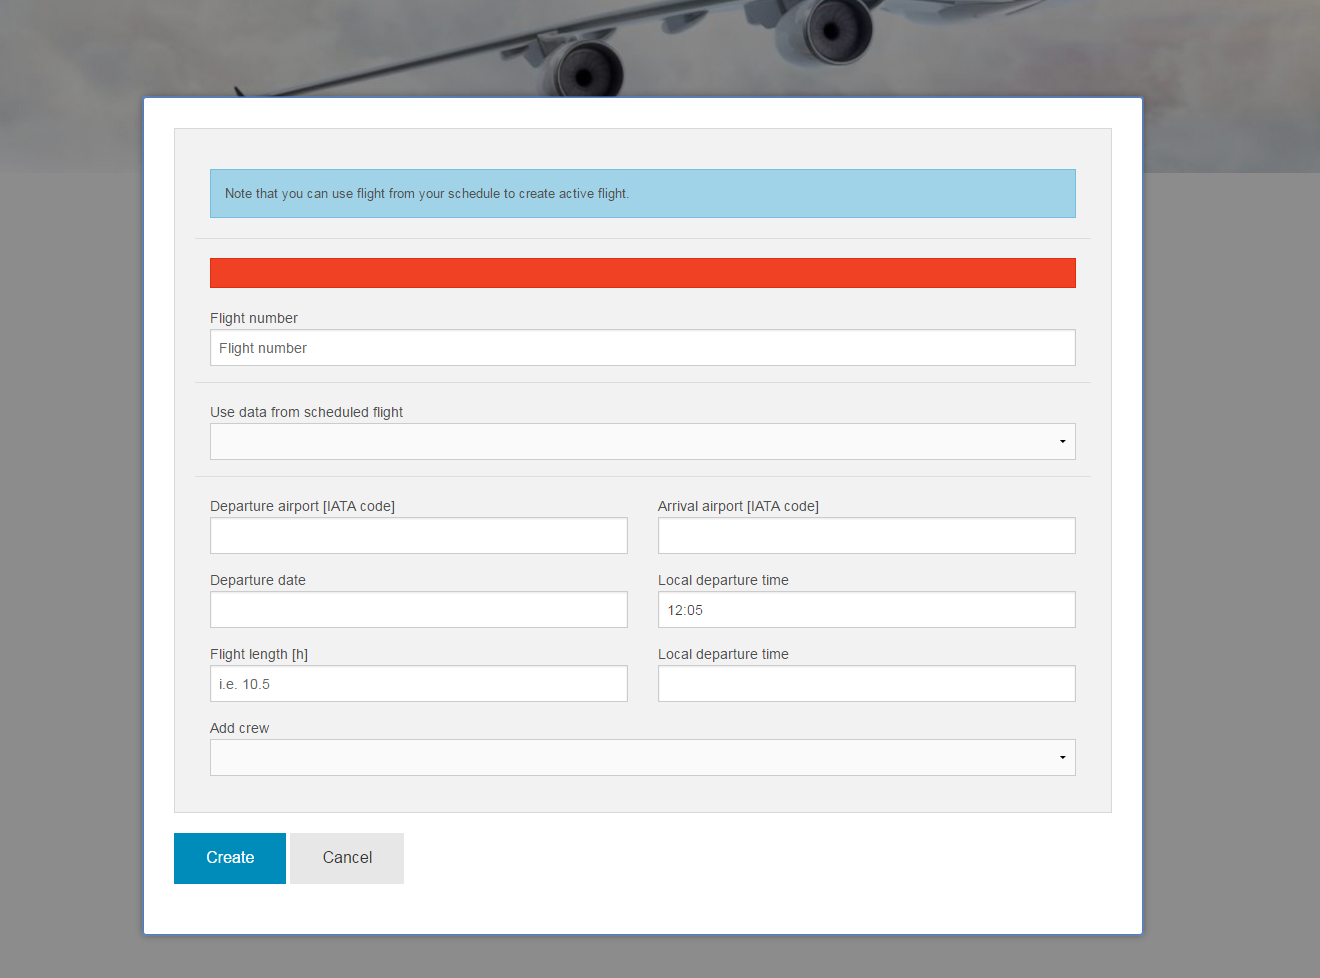 Note that you can use flight from your schedule to create active flight.
Flight number
Flight number
Use data from scheduled flight
Departure airport [IATA code]
Arrival airport [IATA code]
Departure date
Local departure time
12:05
Flight length [h]
Local departure time
i.e. 10.5
Add crew
Create
Cancel